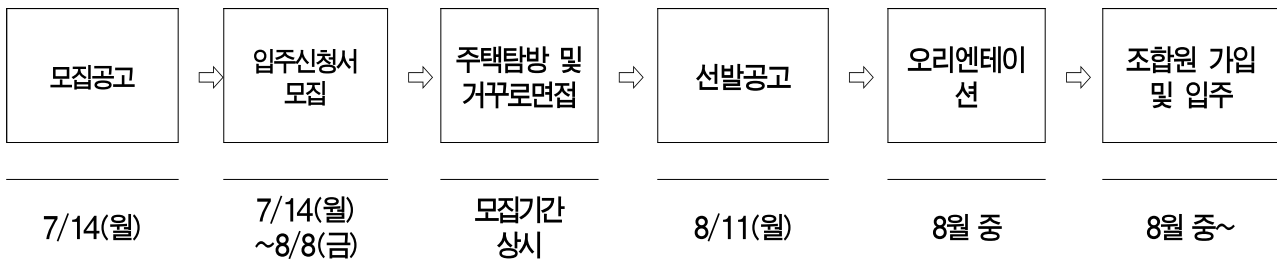 모집공고
⇨
입주신청서
모집
⇨
주택탐방 및
거꾸로면접
⇨
선발공고
⇨
오리엔테이
션
⇨
조합원 가입
및 입주
7/14(월)
7/14(월)
~8/8(금)
모집기간
상시
8/11(월)
8월 중
8월 중~